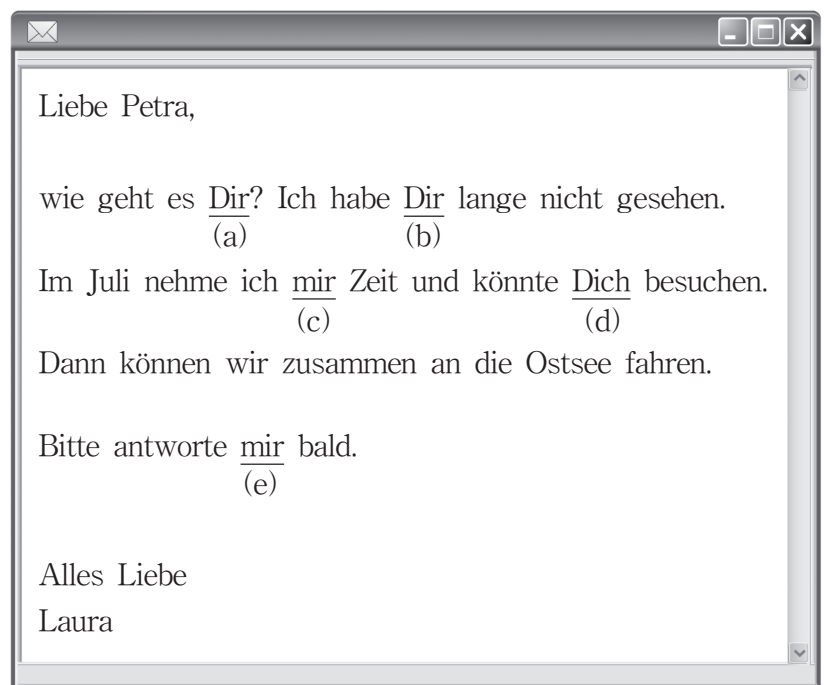 Liebe Petra,
wie geht es Dir? Ich habe Dir lange nicht gesehen.
(a) (b)
Im Juli nehme ich mir Zeit und könnte Dich besuchen.
(c) (d)
Dann können wir zusammen an die Ostsee fahren.
Bitte antworte mir bald.
(e)
Alles Liebe
Laura